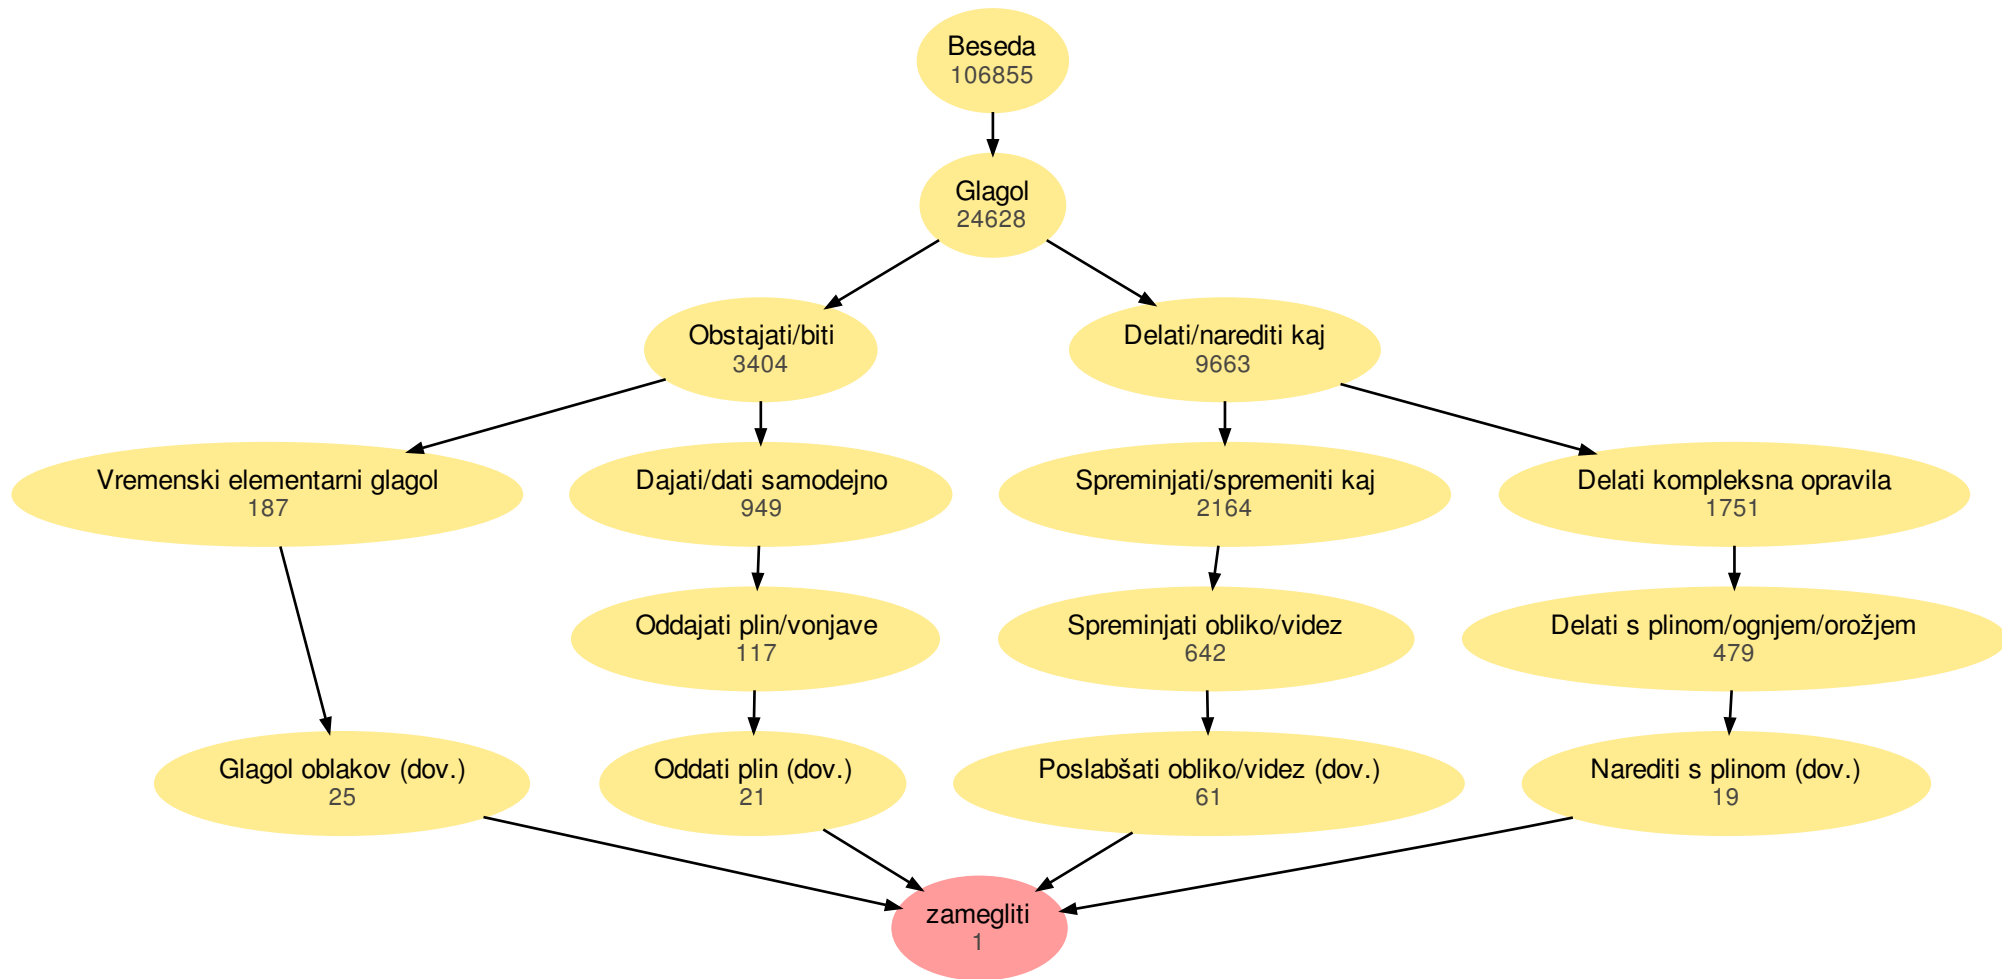 Beseda
106855
Glagol
24628
Obstajati/biti
3404
Delati/narediti kaj
9663
Vremenski elementarni glagol
187
Dajati/dati samodejno
949
Spreminjati/spremeniti kaj
2164
Delati kompleksna opravila
1751
Oddajati plin/vonjave
117
Spreminjati obliko/videz
642
Delati s plinom/ognjem/orožjem
479
Glagol oblakov (dov.)
25
Oddati plin (dov.)
21
Poslabšati obliko/videz (dov.)
61
Narediti s plinom (dov.)
19
zamegliti
1